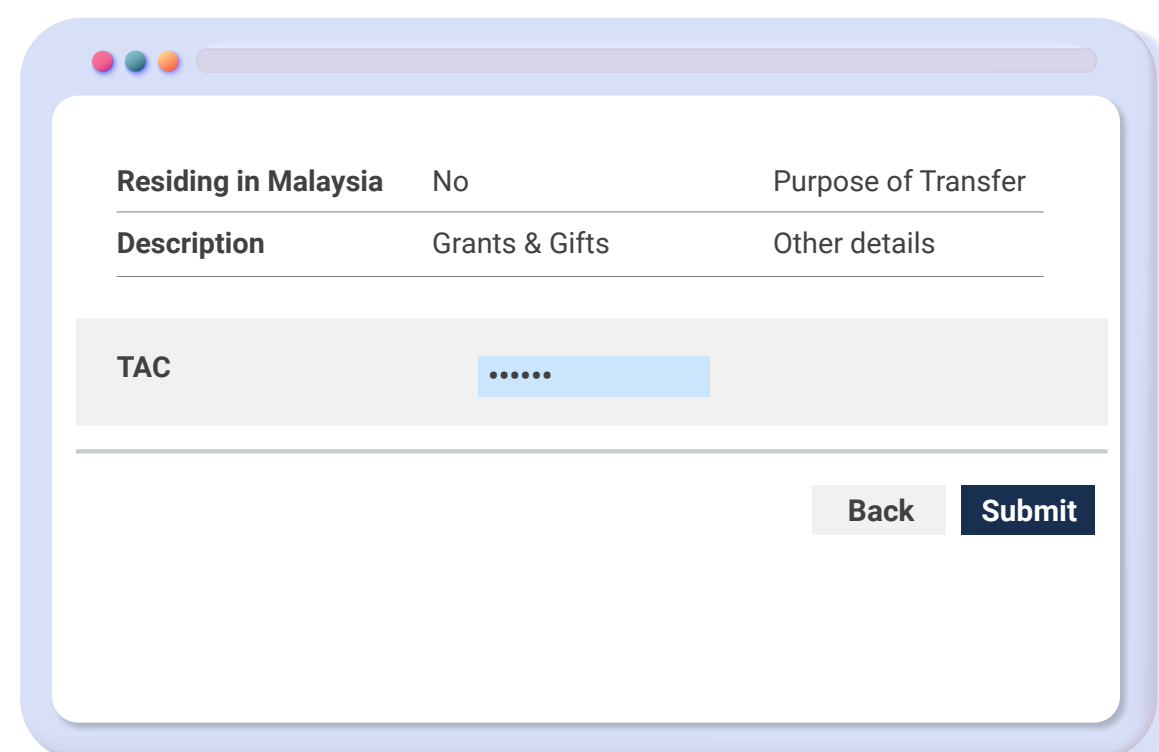 Residing in Malaysia No Purpose of Transfer
Description Grants & Gifts Other details
TAC ••••••
Back Submit